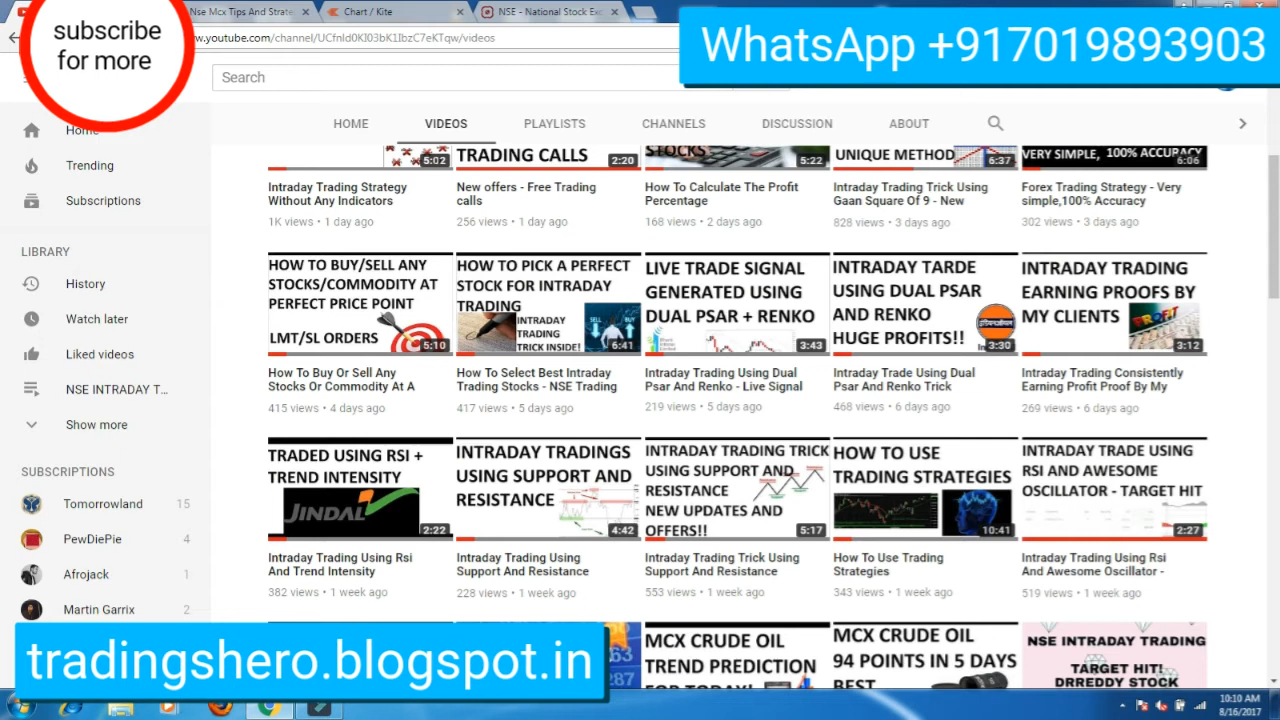 subscribe
for more
Nse Mcx Tips And Strate
Chart / Kite
NSE - National Stock Exc
WhatsApp +917019893903
w.youtube.com/channel/UCfnId0KI03bK1IbzC7eKTqw/videos
Search
HOME
VIDEOS
PLAYLISTS
CHANNELS
DISCUSSION
ABOUT
Home
Trending
Subscriptions
LIBRARY
History
Watch later
Liked videos
NSE INTRADAY T...
Show more
SUBSCRIPTIONS
Tomorrowland 15
PewDiePie 4
Afrojack 1
Martin Garrix 2
5:02
TRADING CALLS
2:20
STOCKS
5:22
UNIQUE METHOD
6:37
VERY SIMPLE, 100% ACCURACY
6:06
Intraday Trading Strategy
Without Any Indicators
1K views • 1 day ago
New offers - Free Trading
calls
256 views • 1 day ago
How To Calculate The Profit
Percentage
168 views • 2 days ago
Intraday Trading Trick Using
Gaan Square Of 9 - New
828 views • 3 days ago
Forex Trading Strategy - Very
simple,100% Accuracy
302 views • 3 days ago
HOW TO BUY/SELL ANY
STOCKS/COMMODITY AT
PERFECT PRICE POINT
LMT/SL ORDERS
5:10
HOW TO PICK A PERFECT
STOCK FOR INTRADAY
TRADING
INTRADAY
TRADING
TRICK INSIDE!
SELL
BUY
6:41
LIVE TRADE SIGNAL
GENERATED USING
DUAL PSAR + RENKO
3:43
INTRADAY TARDE
USING DUAL PSAR
AND RENKO
HUGE PROFITS!!
इंडियनऑयल
3:30
INTRADAY TRADING
EARNING PROOFS BY
MY CLIENTS
PROFIT
3:12
How To Buy Or Sell Any
Stocks Or Commodity At A
415 views • 4 days ago
How To Select Best Intraday
Trading Stocks - NSE Trading
417 views • 5 days ago
Intraday Trading Using Dual
Psar And Renko - Live Signal
219 views • 5 days ago
Intraday Trade Using Dual
Psar And Renko Trick
468 views • 6 days ago
Intraday Trading Consistently
Earning Profit Proof By My
269 views • 6 days ago
TRADED USING RSI +
TREND INTENSITY
JINDAL
2:22
INTRADAY TRADINGS
USING SUPPORT AND
RESISTANCE
4:42
INTRADAY TRADING TRICK
USING SUPPORT AND
RESISTANCE
NEW UPDATES AND
OFFERS!!
5:17
HOW TO USE
TRADING STRATEGIES
10:41
INTRADAY TRADE USING
RSI AND AWESOME
OSCILLATOR - TARGET HIT
2:27
Intraday Trading Using Rsi
And Trend Intensity
382 views • 1 week ago
Intraday Trading Using
Support And Resistance
228 views • 1 week ago
Intraday Trading Trick Using
Support And Resistance
553 views • 1 week ago
How To Use Trading
Strategies
343 views • 1 week ago
Intraday Trading Using Rsi
And Awesome Oscillator -
519 views • 1 week ago
MCX CRUDE OIL
TREND PREDICTION
FOR TODAY!
MCX CRUDE OIL
94 POINTS IN 5 DAYS
BEST
NSE INTRADAY TRADING
TARGET HIT!
DRREDDY STOCK
tradingshero.blogspot.in
10:10 AM
8/16/2017